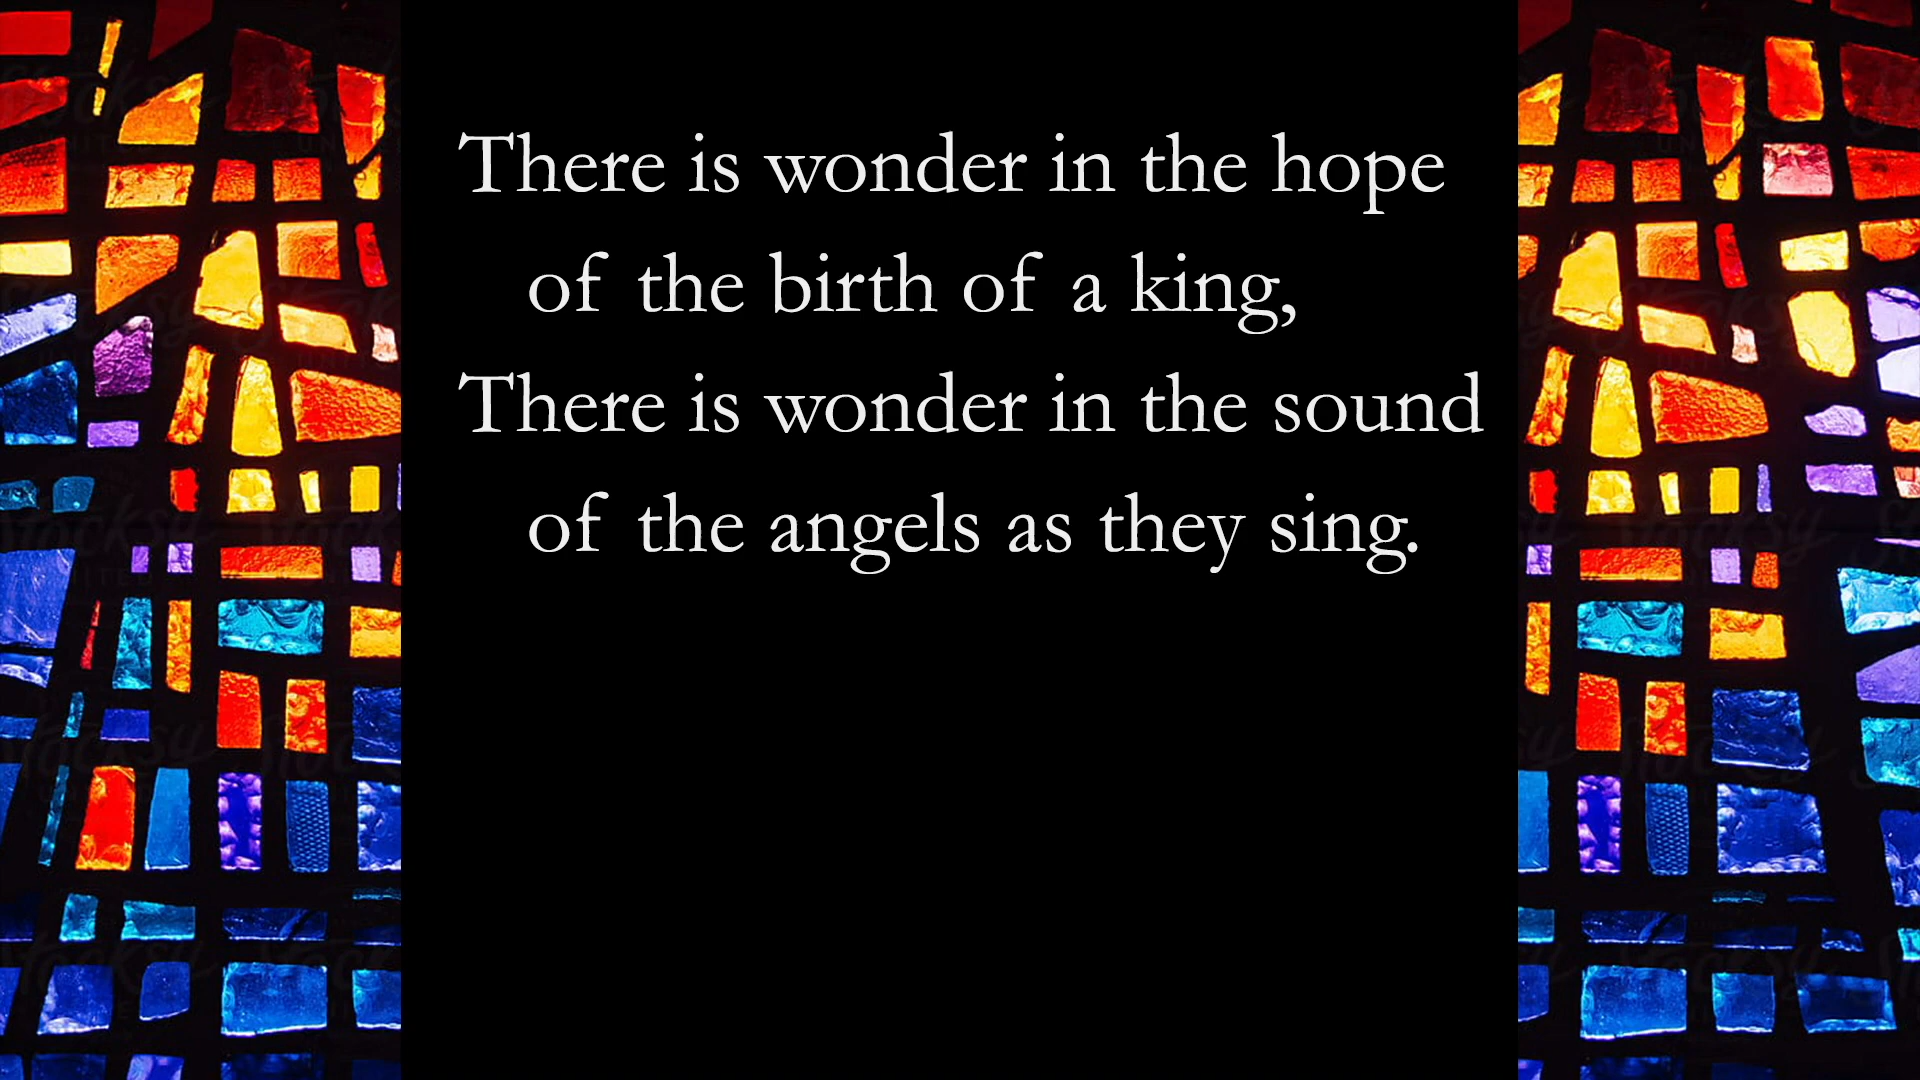 There is wonder in the hope
of the birth of a king,
There is wonder in the sound
of the angels as they sing.